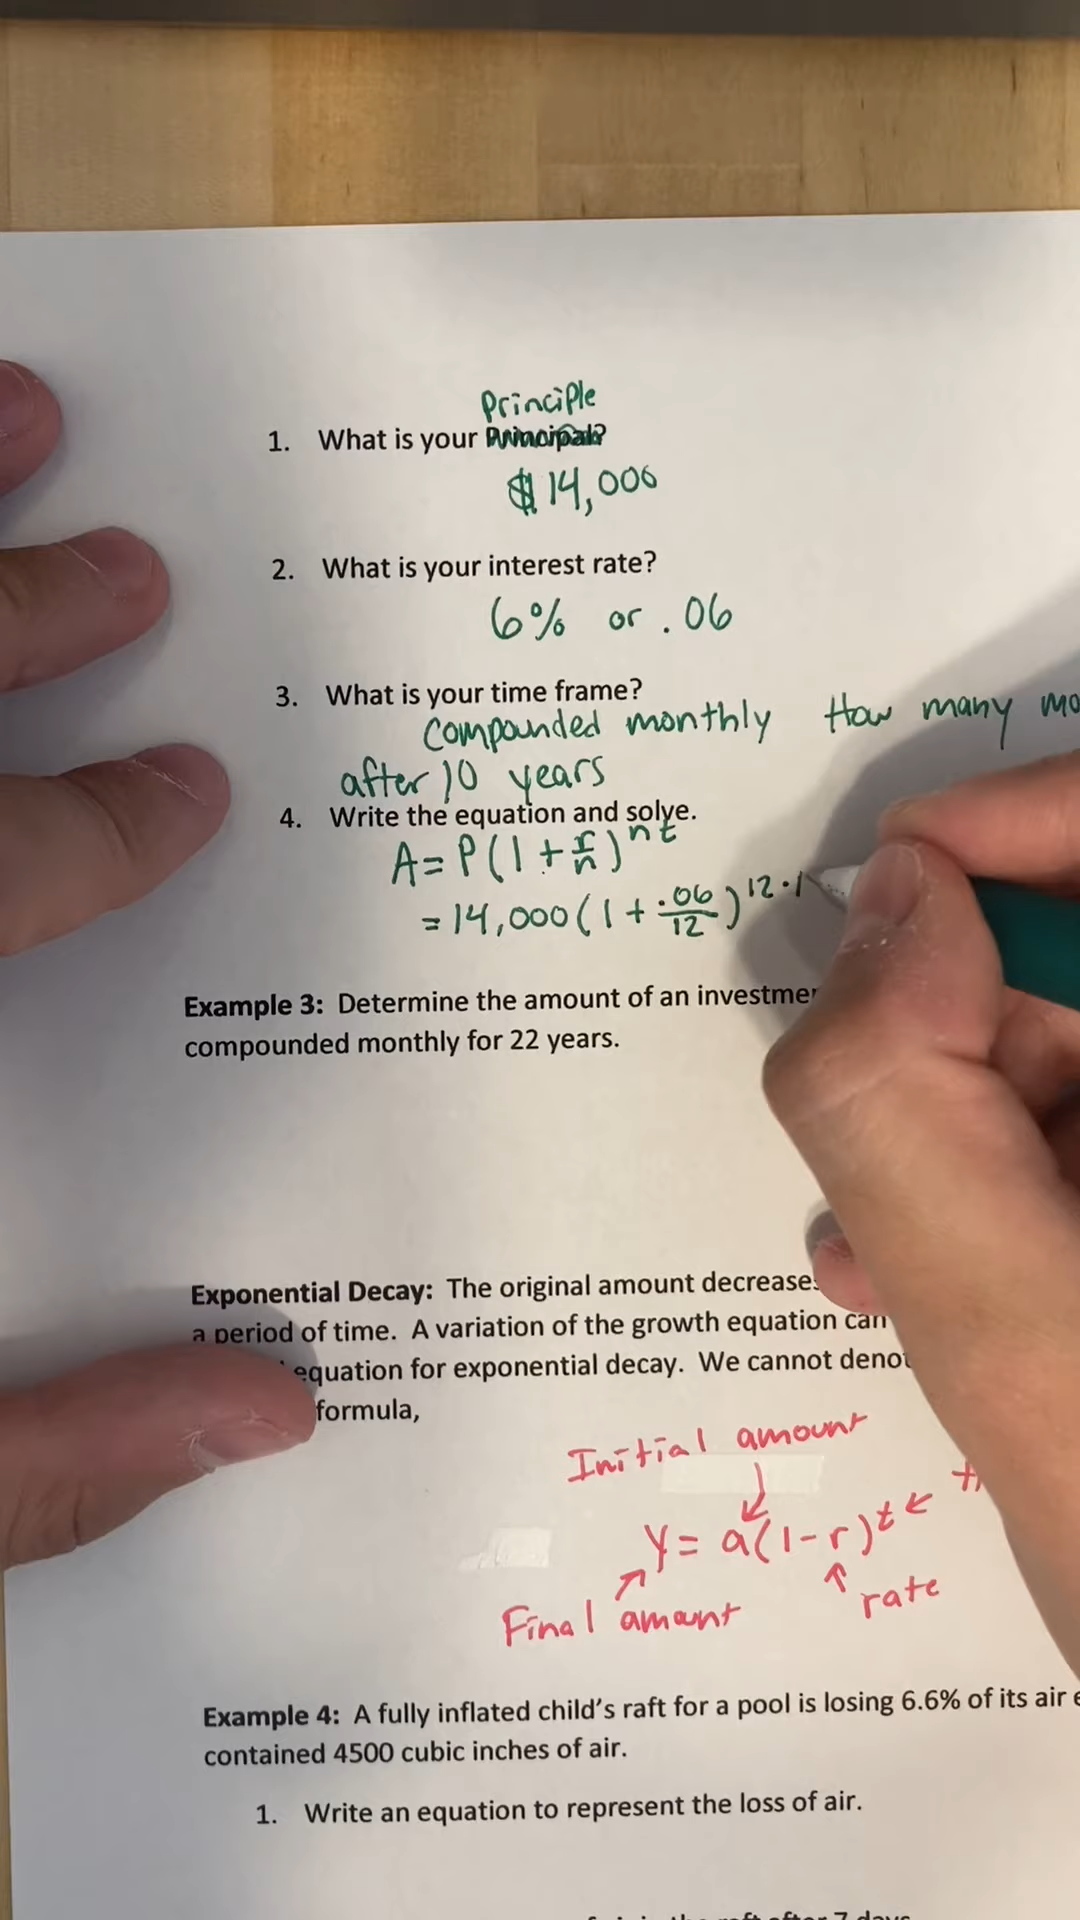 Principle
1. What is your Principal?
$14,000
2. What is your interest rate?
6% or .06
3. What is your time frame?
compounded monthly How many mo
after 10 years
4. Write the equation and solve.
A = P(1 + r/n)^nt
= 14,000(1 + .06/12)^12·1
Example 3: Determine the amount of an investme
compounded monthly for 22 years.
Exponential Decay: The original amount decreases
a period of time. A variation of the growth equation can
equation for exponential decay. We cannot deno
formula,
Initial amount
y = a(1-r)^t
rate
Final amount
Example 4: A fully inflated child's raft for a pool is losing 6.6% of its air e
contained 4500 cubic inches of air.
1. Write an equation to represent the loss of air.
7 days